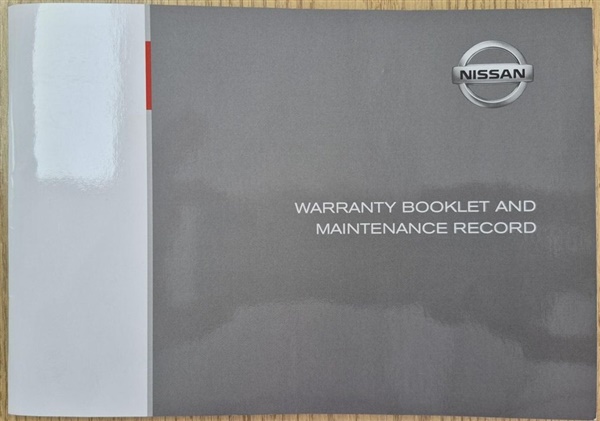 NISSAN
WARRANTY BOOKLET AND
MAINTENANCE RECORD